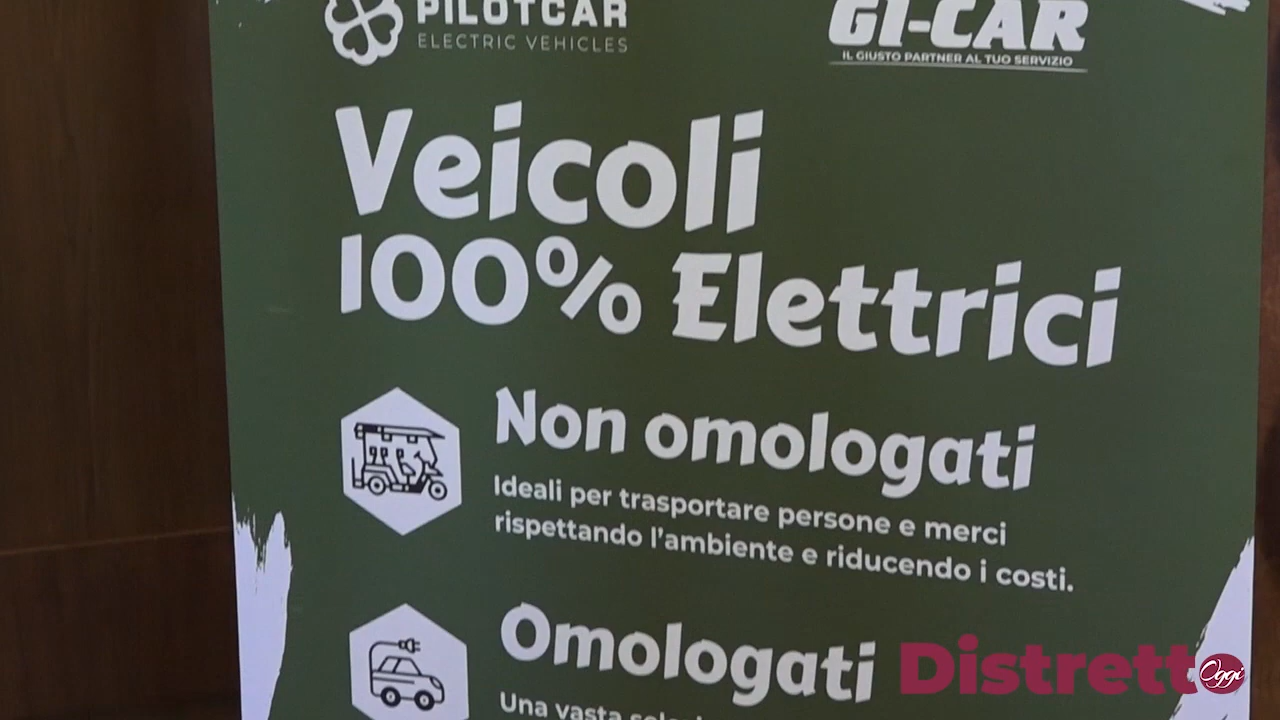 PILOTCAR
ELECTRIC VEHICLES
GI-CAR
IL GIUSTO PARTNER AL TUO SERVIZIO
Veicoli
100% Elettrici
Non omologati
Ideali per trasportare persone e merci
rispettando l'ambiente e riducendo i costi.
Omologati
Una vasta
Distretto
Oggi